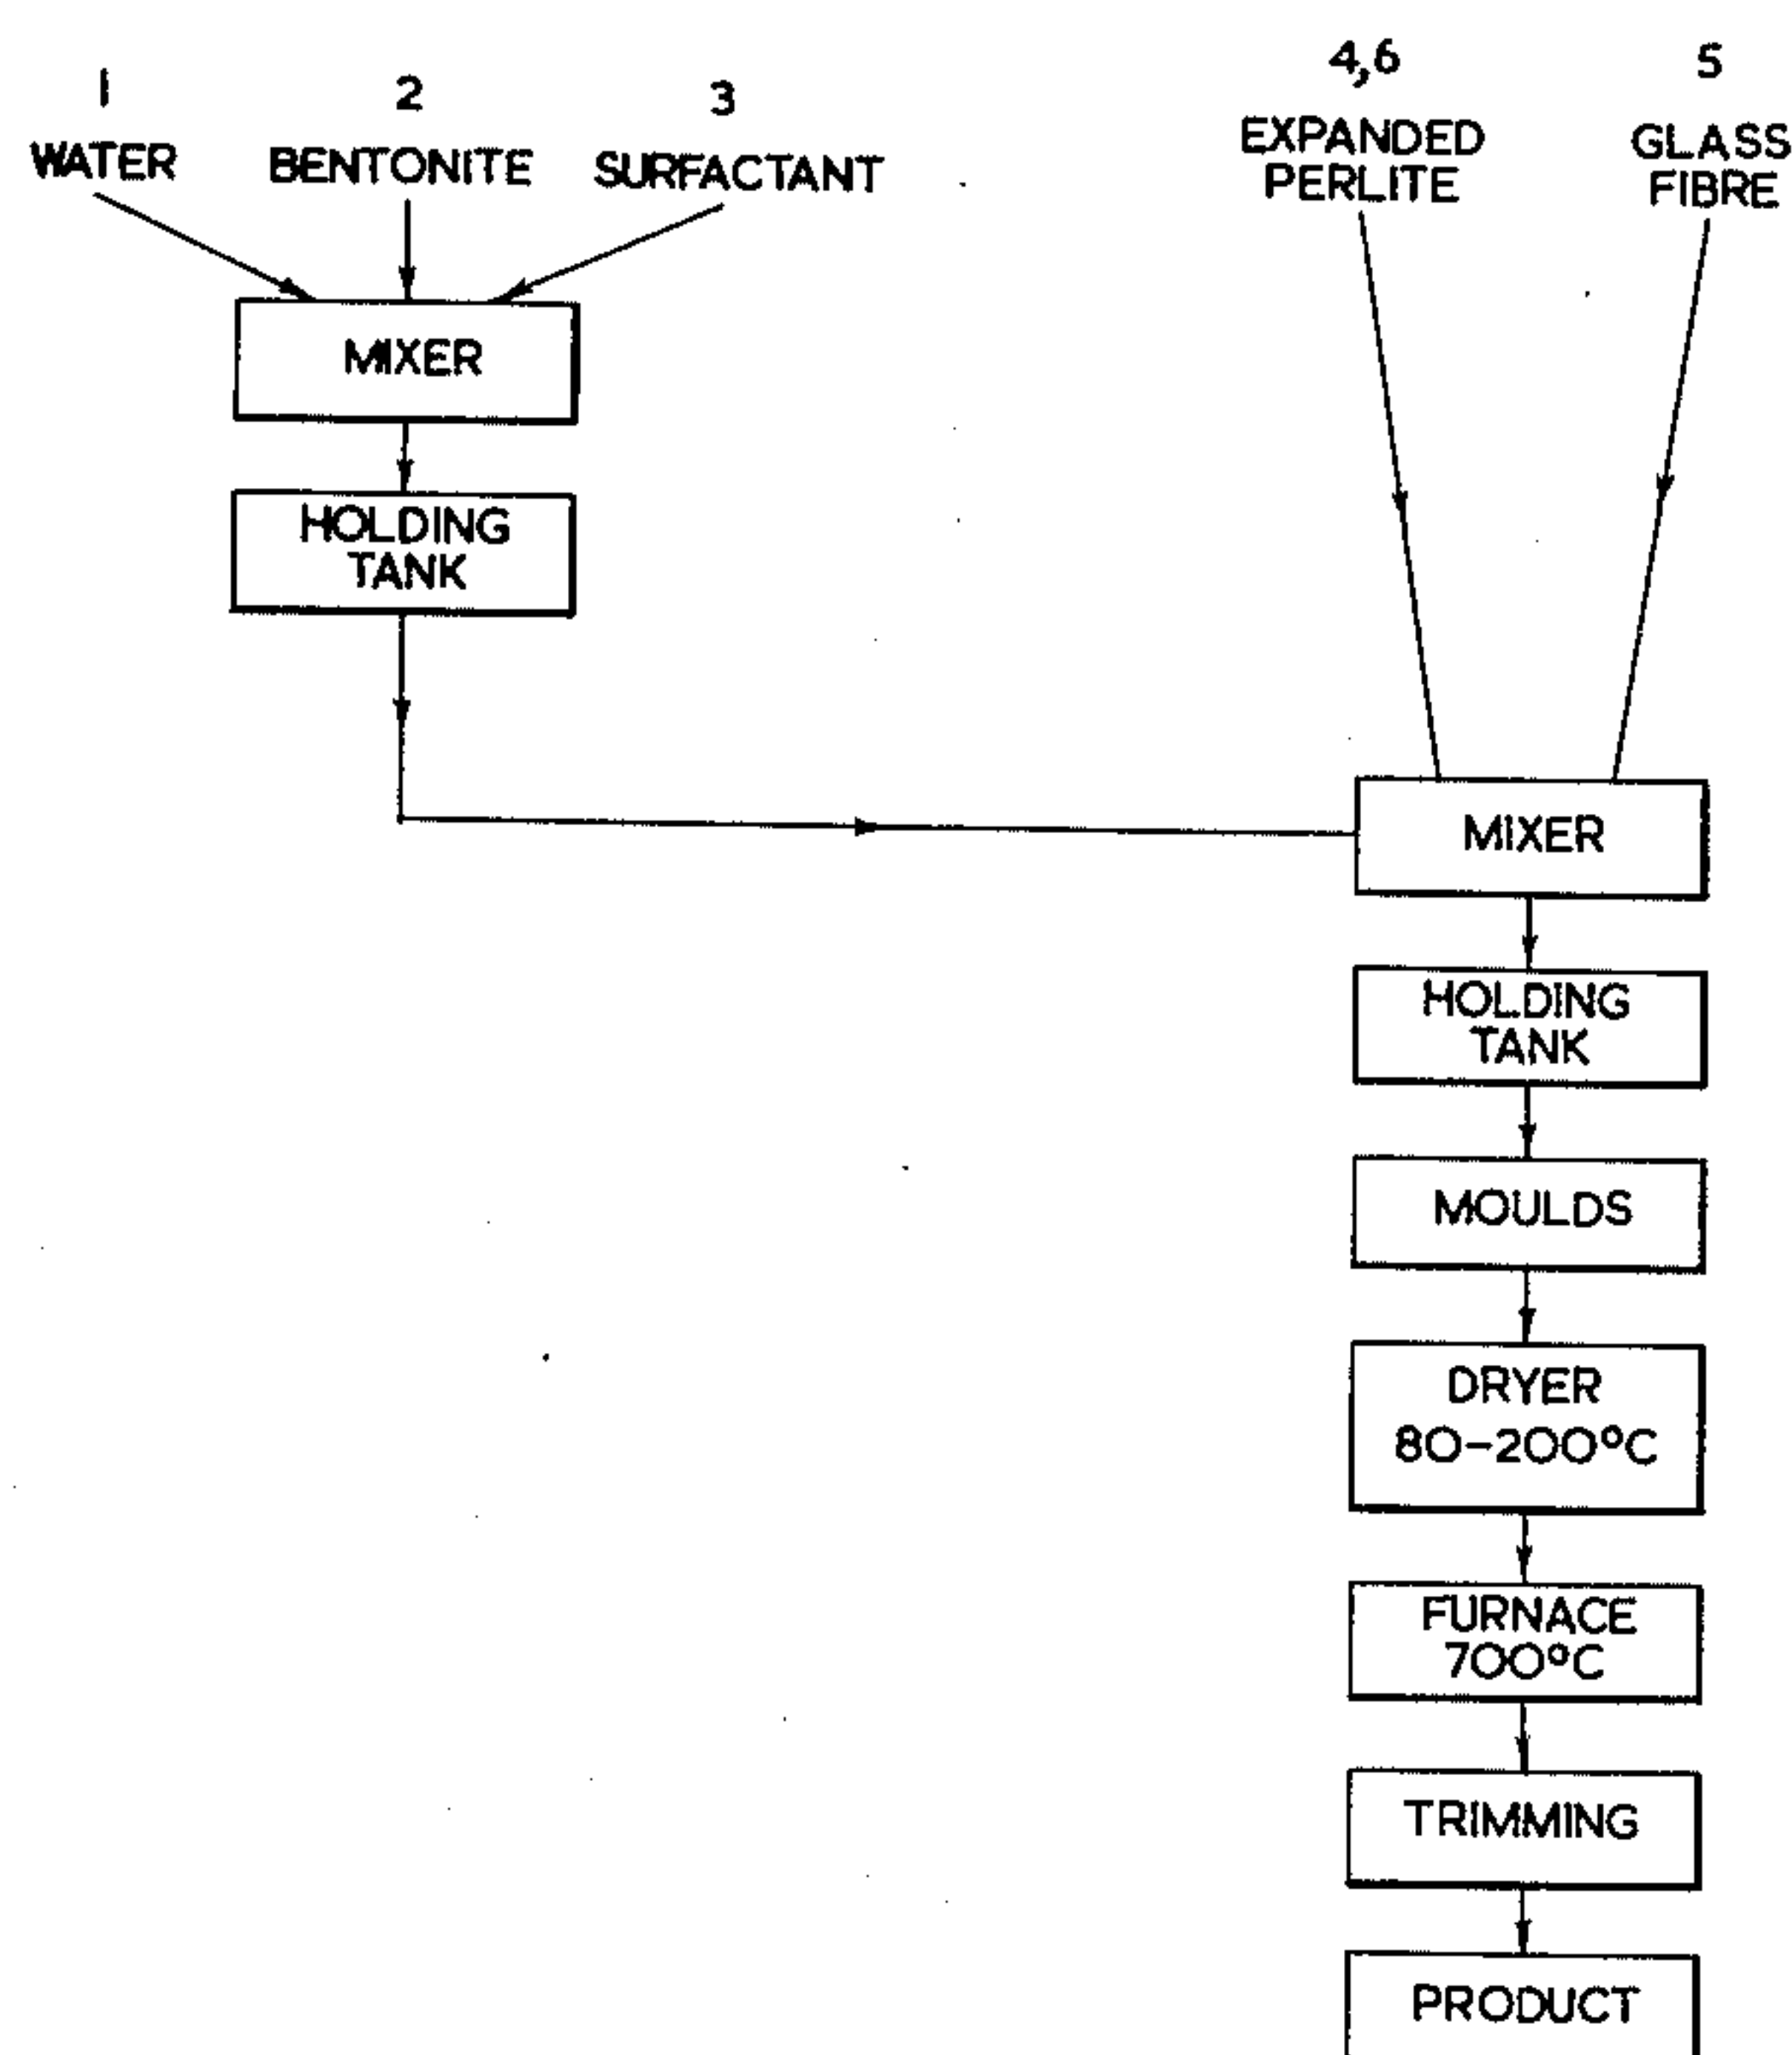 1
WATER
2
BENTONITE
3
SURFACTANT
4,6
EXPANDED
PERLITE
5
GLASS
FIBRE
MIXER
HOLDING
TANK
MIXER
HOLDING
TANK
MOULDS
DRYER
80-200°C
FURNACE
700°C
TRIMMING
PRODUCT